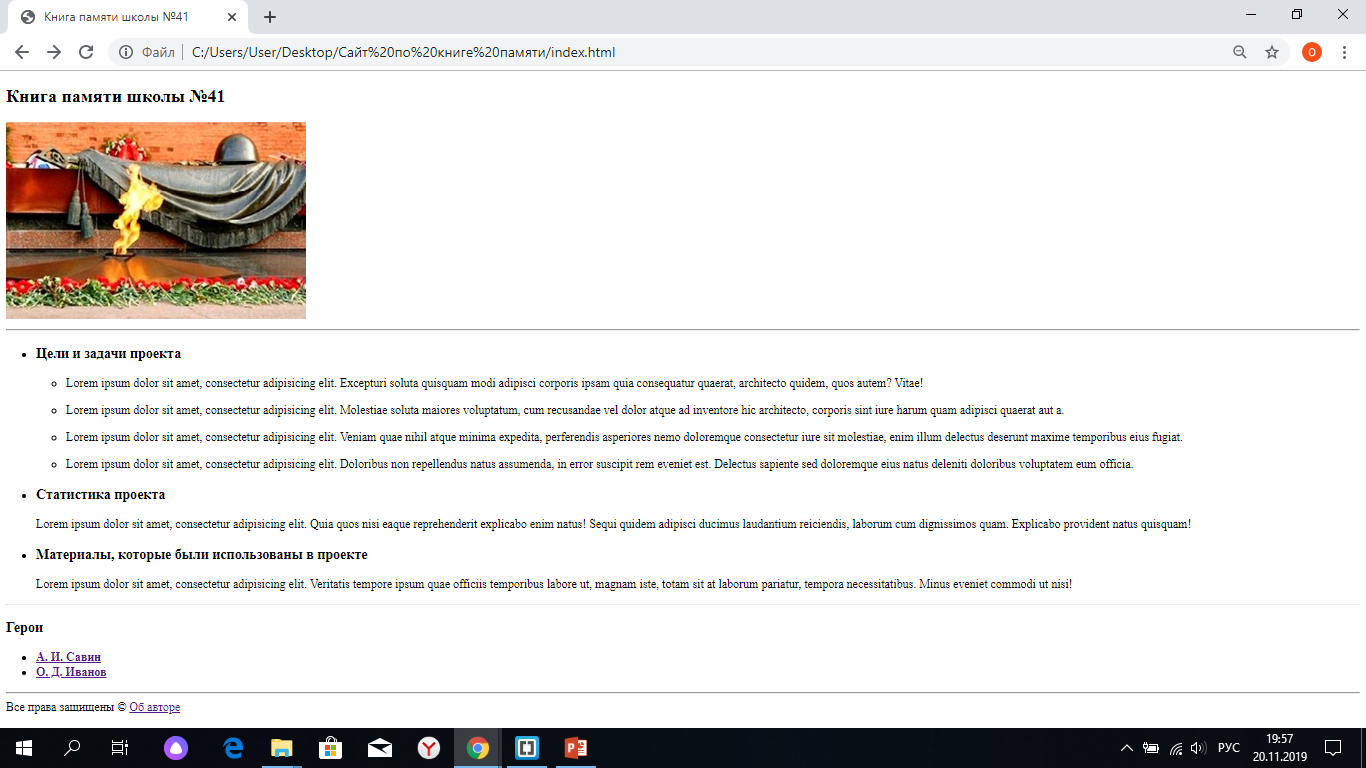 Книга памяти школы №41
Файл
C:/Users/User/Desktop/Сайт%20по%20книге%20памяти/index.html
О
Книга памяти школы №41
Цели и задачи проекта
Lorem ipsum dolor sit amet, consectetur adipisicing elit. Excepturi soluta quisquam modi adipisci corporis ipsam quia consequatur quaerat, architecto quidem, quos autem? Vitae!
Lorem ipsum dolor sit amet, consectetur adipisicing elit. Molestiae soluta maiores voluptatum, cum recusandae vel dolor atque ad inventore hic architecto, corporis sint iure harum quam adipisci quaerat aut a.
Lorem ipsum dolor sit amet, consectetur adipisicing elit. Veniam quae nihil atque minima expedita, perferendis asperiores nemo doloremque consectetur iure sit molestiae, enim illum delectus deserunt maxime temporibus eius fugiat.
Lorem ipsum dolor sit amet, consectetur adipisicing elit. Doloribus non repellendus natus assumenda, in error suscipit rem eveniet est. Delectus sapiente sed doloremque eius natus deleniti doloribus voluptatem eum officia.
Статистика проекта
Lorem ipsum dolor sit amet, consectetur adipisicing elit. Quia quos nisi eaque reprehenderit explicabo enim natus! Sequi quidem adipisci ducimus laudantium reiciendis, laborum cum dignissimos quam. Explicabo provident natus quisquam!
Материалы, которые были использованы в проекте
Lorem ipsum dolor sit amet, consectetur adipisicing elit. Veritatis tempore ipsum quae officiis temporibus labore ut, magnam iste, totam sit at laborum pariatur, tempora necessitatibus. Minus eveniet commodi ut nisi!
Герои
А. И. Савин
О. Д. Иванов
Все права защищены © Об авторе
РУС
19:57
20.11.2019